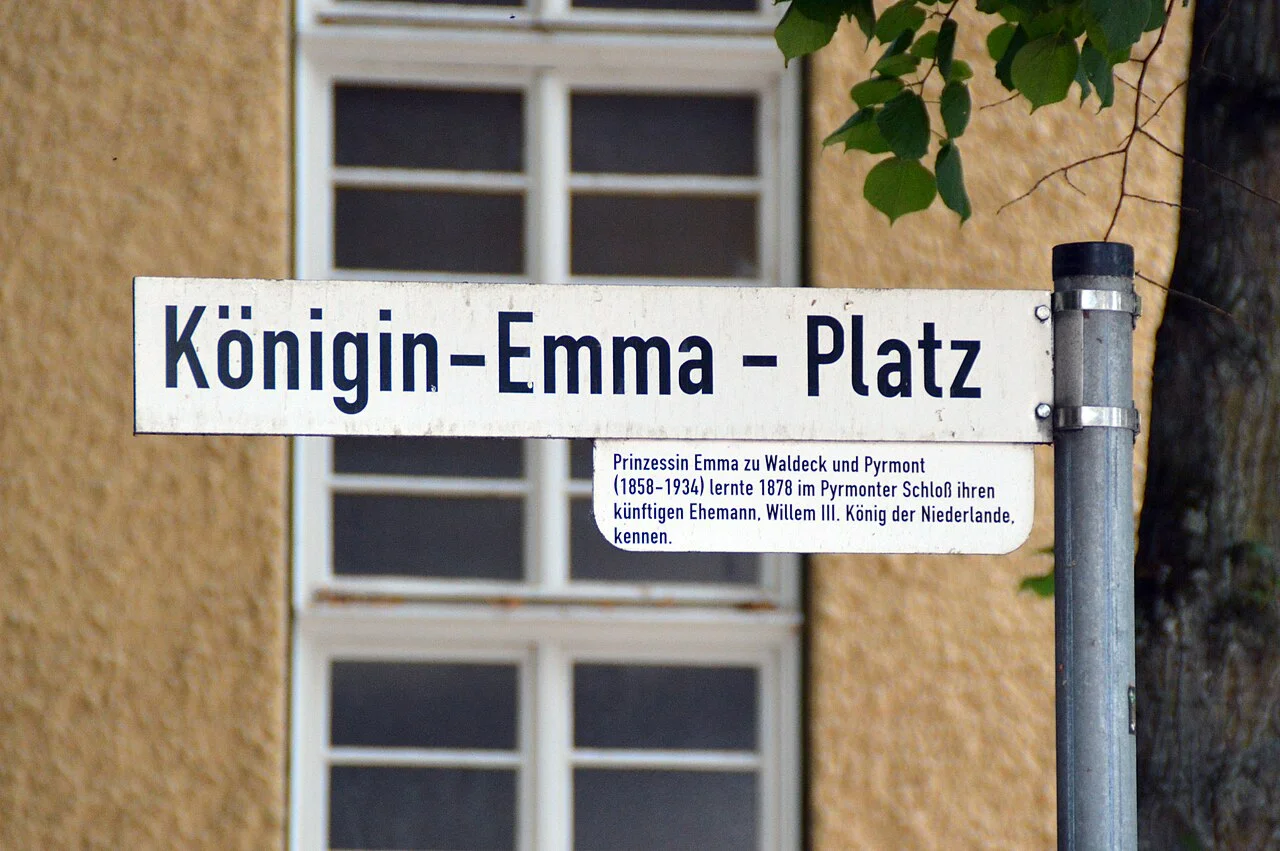 Königin-Emma - Platz
Prinzessin Emma zu Waldeck und Pyrmont
(1858-1934) lernte 1878 im Pyrmonter Schloß ihren
künftigen Ehemann, Willem III. König der Niederlande,
kennen.